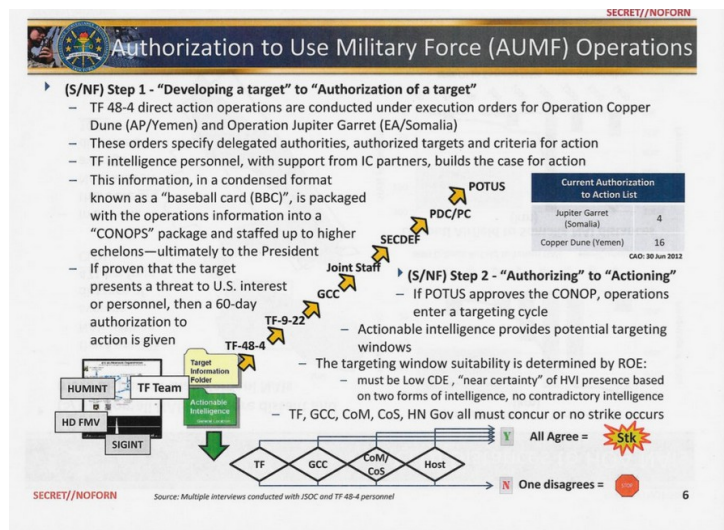 SECRET//NOFORN
Authorization to Use Military Force (AUMF) Operations
(S/NF) Step 1 - “Developing a target” to “Authorization of a target”
– TF 48-4 direct action operations are conducted under execution orders for Operation Copper
Dune (AP/Yemen) and Operation Jupiter Garret (EA/Somalia)
– These orders specify delegated authorities, authorized targets and criteria for action
– TF intelligence personnel, with support from IC partners, builds the case for action
– This information, in a condensed format
known as a “baseball card (BBC)”, is packaged
with the operations information into a
“CONOPS” package and staffed up to higher
echelons—ultimately to the President
– If proven that the target
presents a threat to U.S. interest
or personnel, then a 60-day
authorization to
action is given
POTUS
PDC/PC
SECDEF
Joint Staff
GCC
TF-9-22
TF-48-4
Current Authorization
to Action List
Jupiter Garret
(Somalia)
4
Copper Dune (Yemen)
16
CAO: 30 Jun 2012
(S/NF) Step 2 - “Authorizing” to “Actioning”
– If POTUS approves the CONOP, operations
enter a targeting cycle
– Actionable intelligence provides potential targeting
windows
– The targeting window suitability is determined by ROE:
– must be Low CDE , “near certainty” of HVI presence based
on two forms of intelligence, no contradictory intelligence
– TF, GCC, CoM, CoS, HN Gov all must concur or no strike occurs
Target
Information
Folder
Actionable
Intelligence
HUMINT
TF Team
HD FMV
SIGINT
TF
GCC
CoM/
CoS
Host
Y
All Agree =
Stk
N
One disagrees =
STOP
SECRET//NOFORN
Source: Multiple interviews conducted with JSOC and TF 48-4 personnel
6